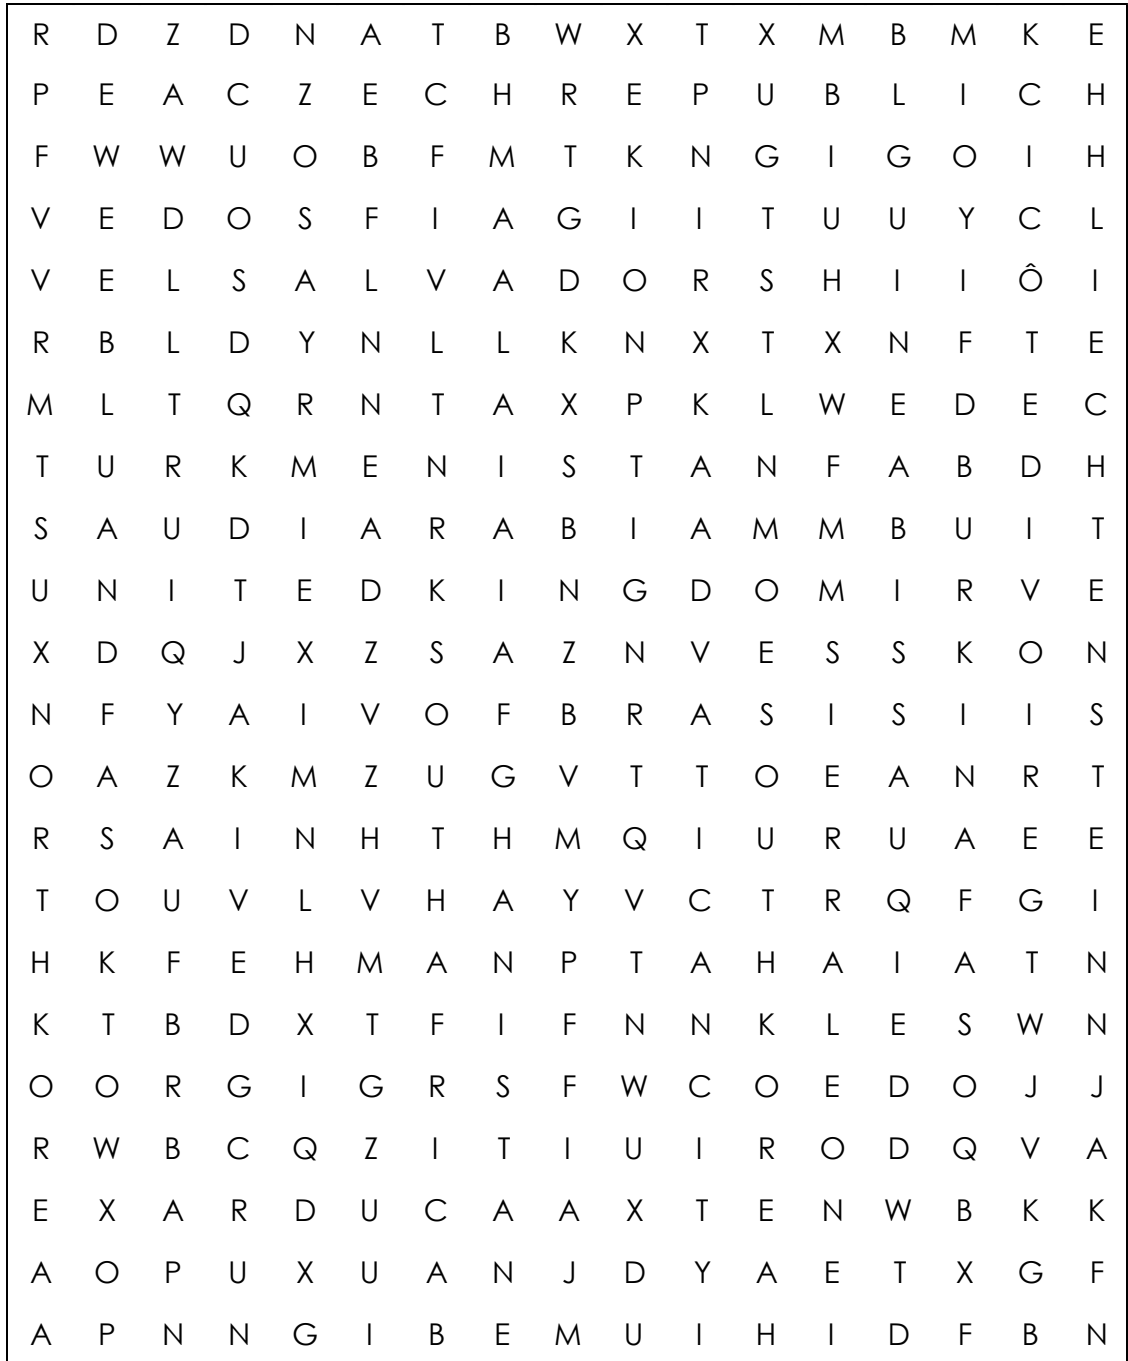 R D Z D N A T B W X T X M B M K E
P E A C Z E C H R E P U B L I C H
F W W U O B F M T K N G I G O I H
V E D O S F I A G I I T U U Y C L
V E L S A L V A D O R S H I I Ô I
R B L D Y N L L K N X T X N F T E
M L T Q R N T A X P K L W E D E C
T U R K M E N I S T A N F A B D H
S A U D I A R A B I A M M B U I T
U N I T E D K I N G D O M I R V E
X D Q J X Z S A Z N V E S S K O N
N F Y A I V O F B R A S I S I I S
O A Z K M Z U G V T T O E A N R T
R S A I N H T H M Q I U R U A E E
T O U V L V H A Y V C T R Q F G I
H K F E H M A N P T A H A I A T N
K T B D X T F I F N N K L E S W N
O O R G I G R S F W C O E D O J J
R W B C Q Z I T I U I R O D Q V A
E X A R D U C A A X T E N W B K K
A O P U X U A N J D Y A E T X G F
A P N N G I B E M U I H I D F B N